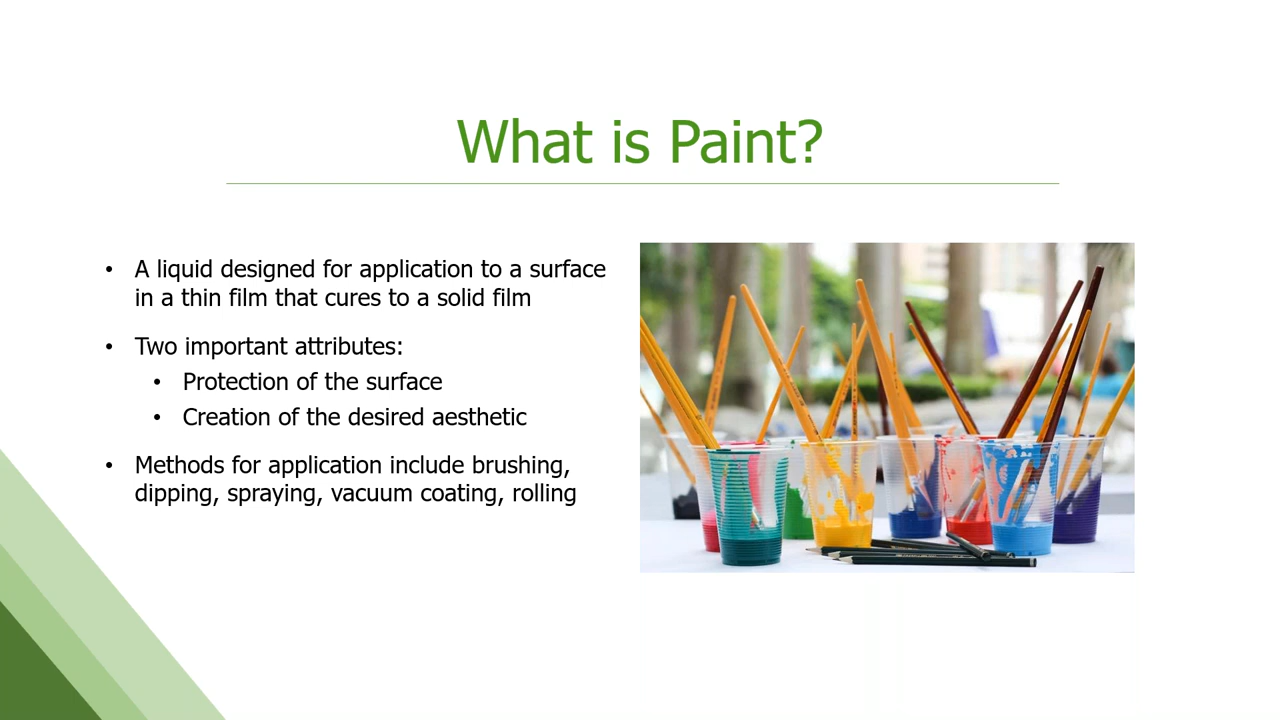 What is Paint?
• A liquid designed for application to a surface
in a thin film that cures to a solid film
• Two important attributes:
• Protection of the surface
• Creation of the desired aesthetic
• Methods for application include brushing,
dipping, spraying, vacuum coating, rolling